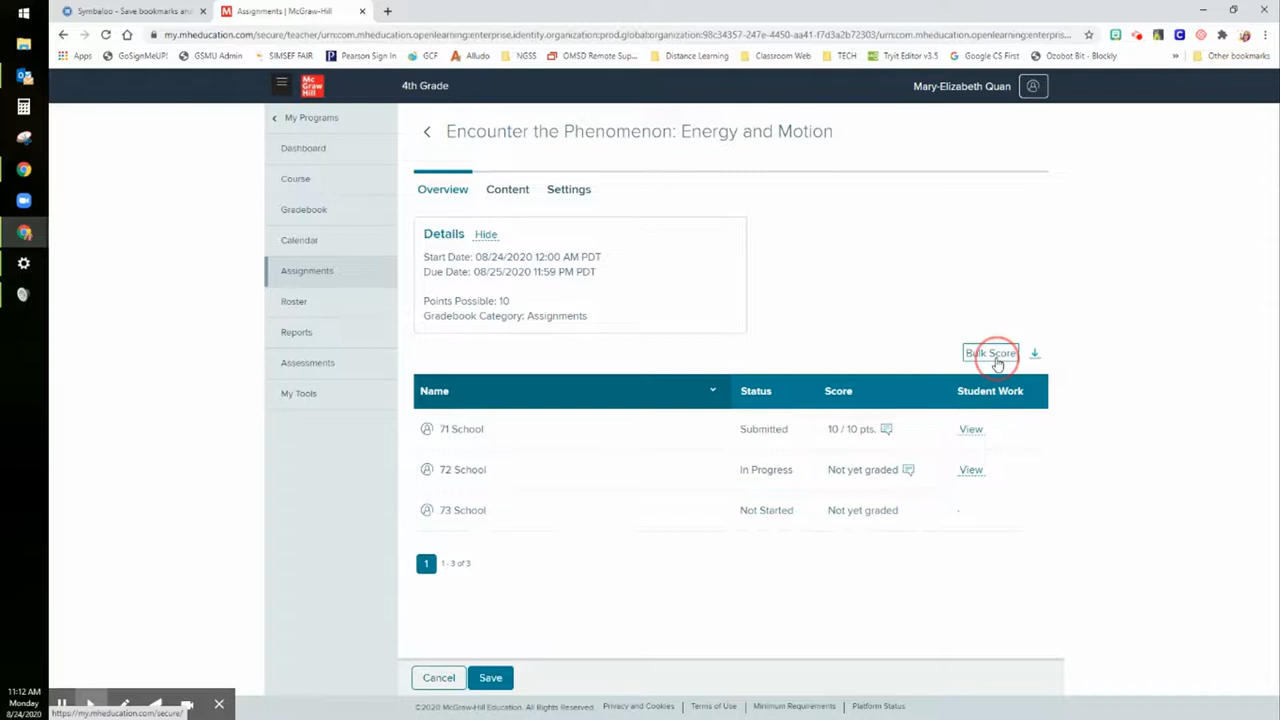 Symbaloo - Save bookmarks and
Assignments | McGraw-Hill
my.mheducation.com/secure/teacher/urn:com.mheducation.openlearning:enterprise.identity.organization:prod.global:organization:98c34357-247e-4450-aa41-f7d3a2b72303/urn:com.mheducation.openlearning:enterpris...
Apps GoSignMeUP! GSMU Admin SIMSEF FAIR Pearson Sign In GCF Alludo NGSS OMSD Remote Sup... Distance Learning Classroom Web TECH Tryit Editor v3.5 Google CS First Ozobot Bit - Blockly » Other bookmarks
Mc Graw Hill
4th Grade
Mary-Elizabeth Quan
My Programs
Dashboard
Course
Gradebook
Calendar
Assignments
Roster
Reports
Assessments
My Tools
Encounter the Phenomenon: Energy and Motion
Overview Content Settings
Details Hide
Start Date: 08/24/2020 12:00 AM PDT
Due Date: 08/25/2020 11:59 PM PDT
Points Possible: 10
Gradebook Category: Assignments
Bulk Score
Name Status Score Student Work
71 School Submitted 10 / 10 pts. View
72 School In Progress Not yet graded View
73 School Not Started Not yet graded -
1 1 - 3 of 3
Cancel Save
©2020 McGraw-Hill Education. All Rights Reserved. Privacy and Cookies | Terms of Use | Minimum Requirements | Platform Status
11:12 AM
Monday
8/24/2020
https://my.mheducation.com/secure/